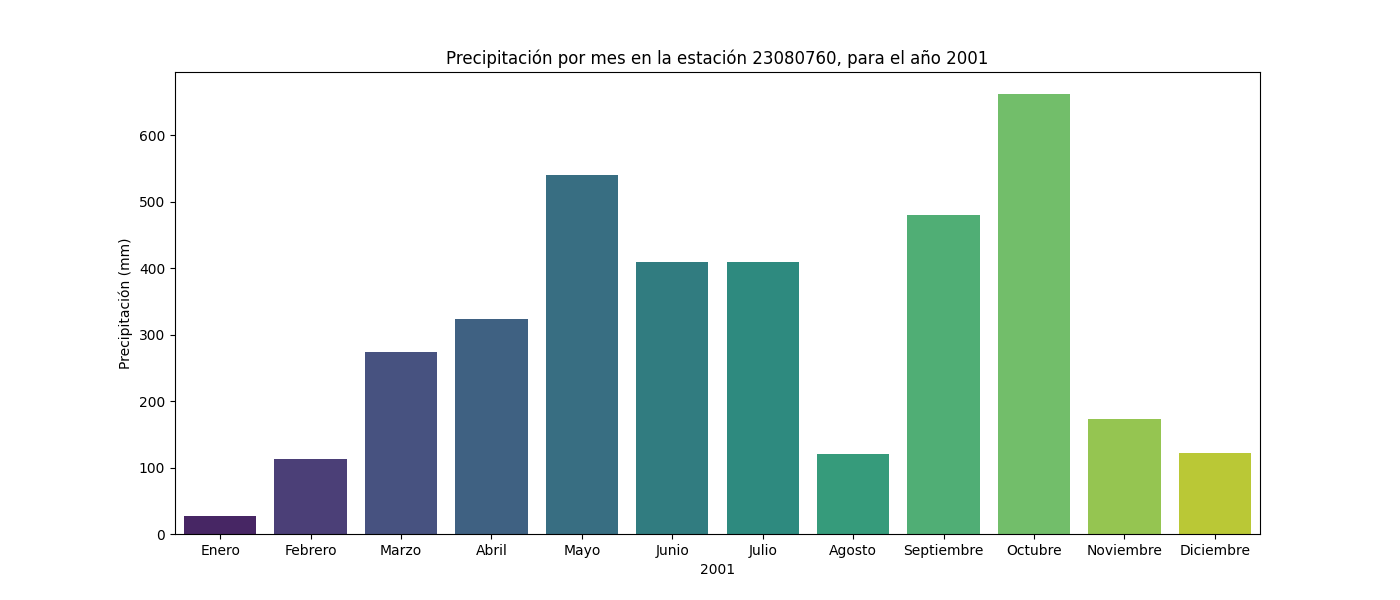 Precipitación por mes en la estación 23080760, para el año 2001
Precipitación (mm)
600
500
400
300
200
100
0
Enero Febrero Marzo Abril Mayo Junio Julio Agosto Septiembre Octubre Noviembre Diciembre
2001